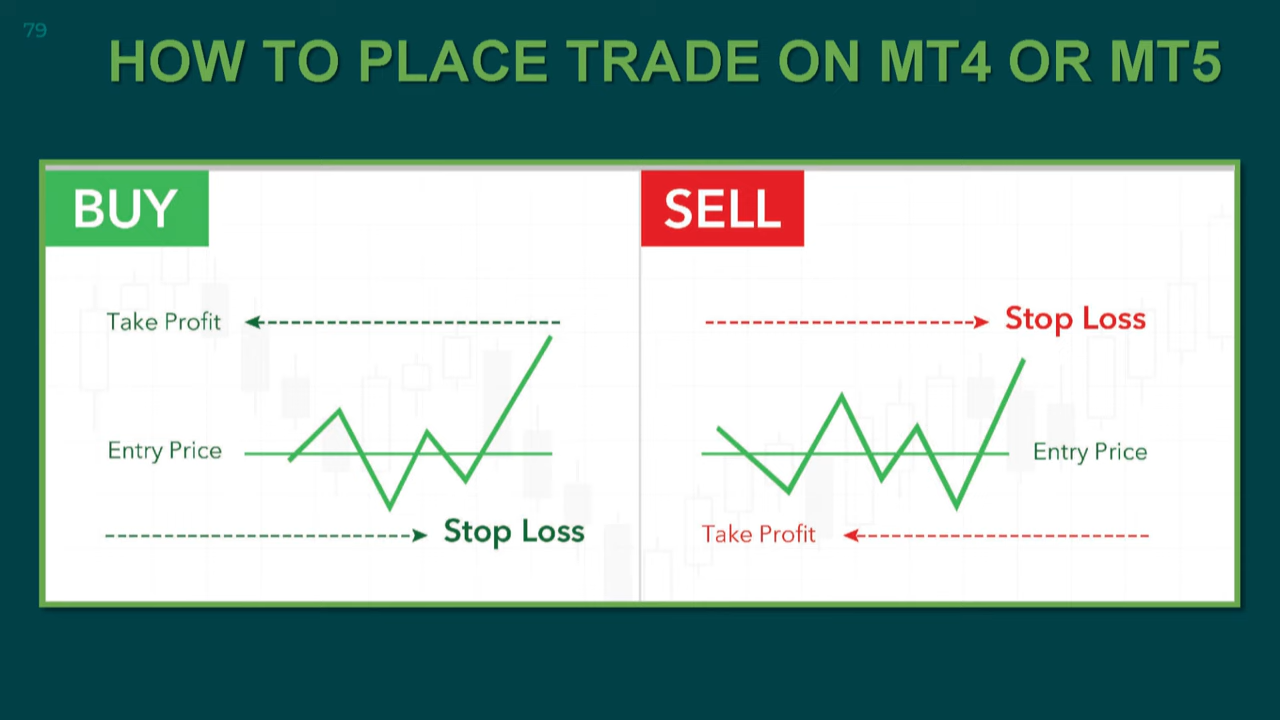 79
HOW TO PLACE TRADE ON MT4 OR MT5
BUY
Take Profit
Entry Price
Stop Loss
SELL
Stop Loss
Entry Price
Take Profit